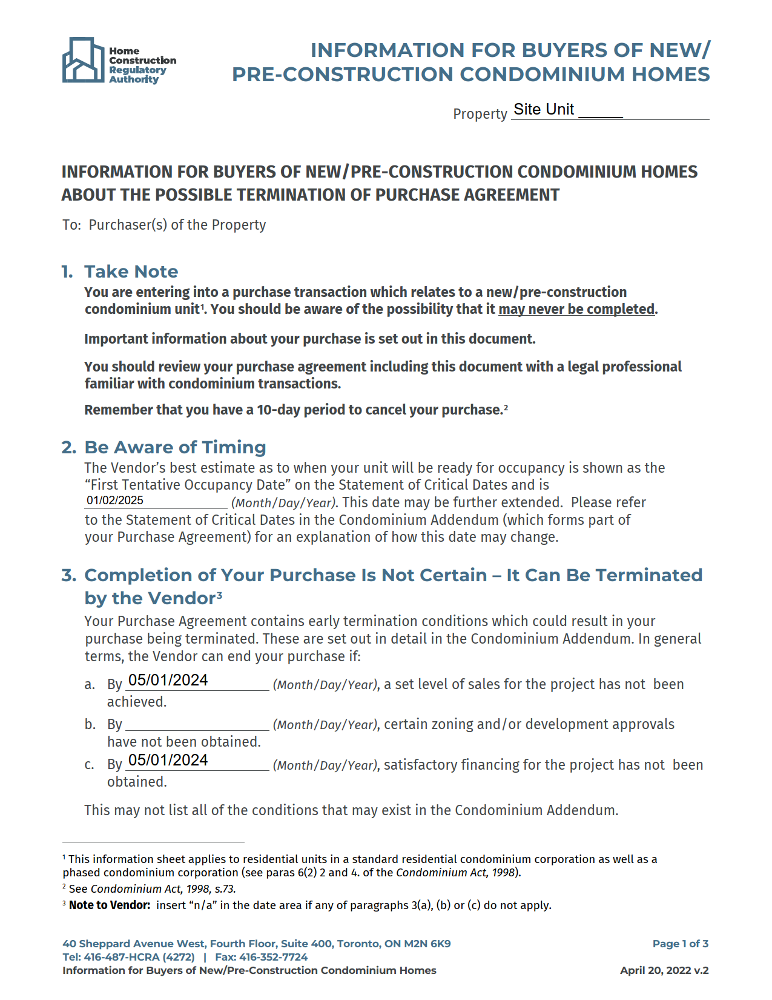 Home
Construction
Regulatory
Authority
INFORMATION FOR BUYERS OF NEW/
PRE-CONSTRUCTION CONDOMINIUM HOMES
Property Site Unit ______
INFORMATION FOR BUYERS OF NEW/PRE-CONSTRUCTION CONDOMINIUM HOMES
ABOUT THE POSSIBLE TERMINATION OF PURCHASE AGREEMENT
To: Purchaser(s) of the Property
1. Take Note
You are entering into a purchase transaction which relates to a new/pre-construction
condominium unit¹. You should be aware of the possibility that it may never be completed.
Important information about your purchase is set out in this document.
You should review your purchase agreement including this document with a legal professional
familiar with condominium transactions.
Remember that you have a 10-day period to cancel your purchase.²
2. Be Aware of Timing
The Vendor’s best estimate as to when your unit will be ready for occupancy is shown as the
“First Tentative Occupancy Date” on the Statement of Critical Dates and is
01/02/2025 (Month/Day/Year). This date may be further extended. Please refer
to the Statement of Critical Dates in the Condominium Addendum (which forms part of
your Purchase Agreement) for an explanation of how this date may change.
3. Completion of Your Purchase Is Not Certain – It Can Be Terminated
by the Vendor³
Your Purchase Agreement contains early termination conditions which could result in your
purchase being terminated. These are set out in detail in the Condominium Addendum. In general
terms, the Vendor can end your purchase if:
a. By 05/01/2024 (Month/Day/Year), a set level of sales for the project has not been
achieved.
b. By ____________________ (Month/Day/Year), certain zoning and/or development approvals
have not been obtained.
c. By 05/01/2024 (Month/Day/Year), satisfactory financing for the project has not been
obtained.
This may not list all of the conditions that may exist in the Condominium Addendum.
¹ This information sheet applies to residential units in a standard residential condominium corporation as well as a
phased condominium corporation (see paras 6(2) 2 and 4. of the Condominium Act, 1998).
² See Condominium Act, 1998, s.73.
³ Note to Vendor: insert “n/a” in the date area if any of paragraphs 3(a), (b) or (c) do not apply.
40 Sheppard Avenue West, Fourth Floor, Suite 400, Toronto, ON M2N 6K9 Page 1 of 3
Tel: 416-487-HCRA (4272) | Fax: 416-352-7724
Information for Buyers of New/Pre-Construction Condominium Homes April 20, 2022 v.2